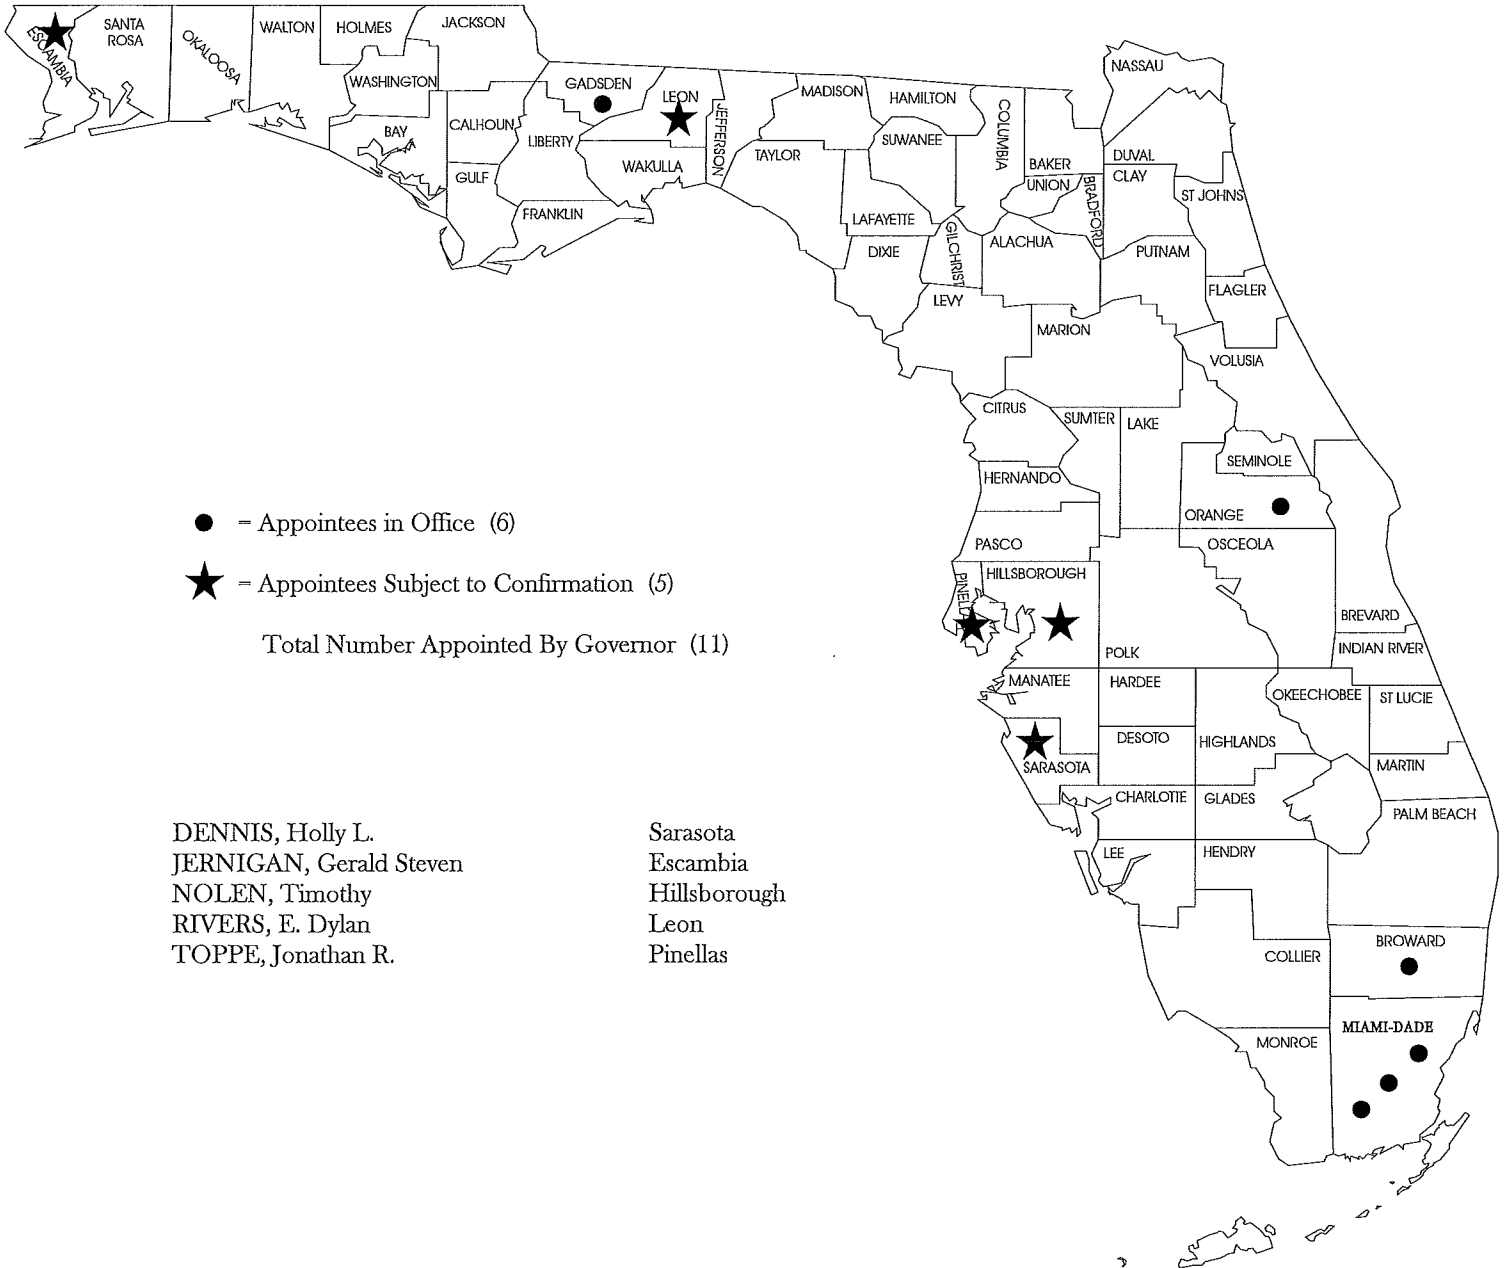 SANTA
ROSA
ESCAMBIA
OKALOOSA
WALTON
HOLMES
JACKSON
WASHINGTON
BAY
CALHOUN
GULF
LIBERTY
GADSDEN
FRANKLIN
LEON
WAKULLA
JEFFERSON
TAYLOR
MADISON
HAMILTON
SUWANEE
LAFAYETTE
DIXIE
COLUMBIA
BAKER
UNION
BRADFORD
GILCHRIST
ALACHUA
LEVY
NASSAU
DUVAL
CLAY
ST JOHNS
PUTNAM
FLAGLER
MARION
VOLUSIA
CITRUS
SUMTER
LAKE
SEMINOLE
HERNANDO
ORANGE
OSCEOLA
PASCO
HILLSBOROUGH
POLK
BREVARD
INDIAN RIVER
MANATEE
HARDEE
OKEECHOBEE
ST LUCIE
DESOTO
HIGHLANDS
SARASOTA
MARTIN
CHARLOTTE
GLADES
PALM BEACH
LEE
HENDRY
COLLIER
BROWARD
MIAMI-DADE
MONROE
= Appointees in Office (6)
= Appointees Subject to Confirmation (5)
Total Number Appointed By Governor (11)
DENNIS, Holly L. Sarasota
JERNIGAN, Gerald Steven Escambia
NOLEN, Timothy Hillsborough
RIVERS, E. Dylan Leon
TOPPE, Jonathan R. Pinellas